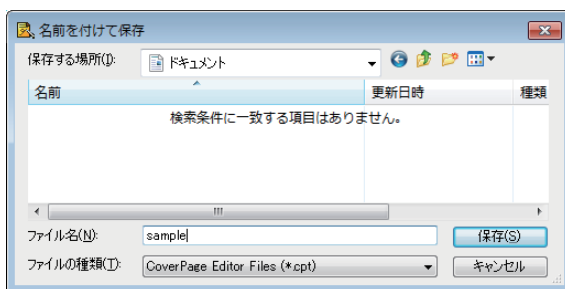 名前を付けて保存
保存する場所(I): ドキュメント
名前 更新日時 種類
検索条件に一致する項目はありません。
ファイル名(N): sample 保存(S)
ファイルの種類(T): CoverPage Editor Files (*.cpt) キャンセル